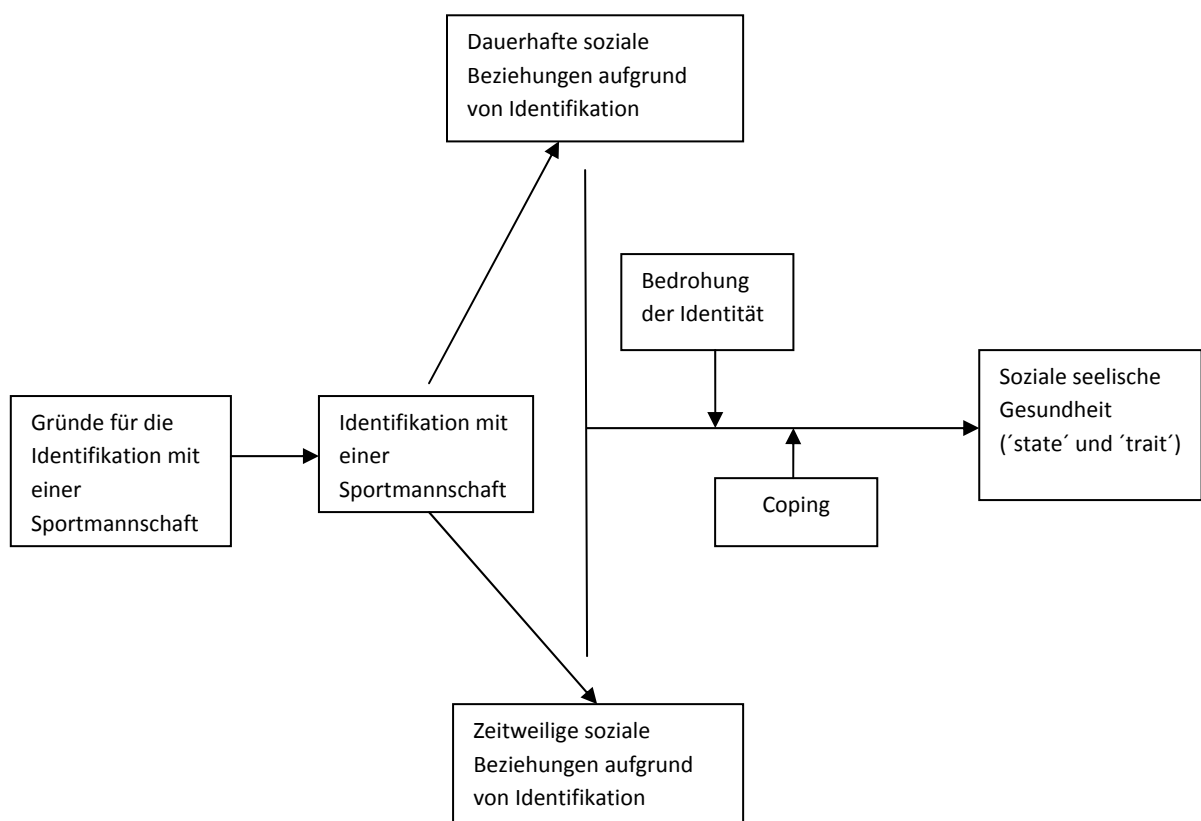 Dauerhafte soziale
Beziehungen aufgrund
von Identifikation
Bedrohung
der Identität
Soziale seelische
Gesundheit
(´state´ und ´trait´)
Gründe für die
Identifikation mit
einer
Sportmannschaft
Identifikation mit
einer
Sportmannschaft
Coping
Zeitweilige soziale
Beziehungen aufgrund
von Identifikation